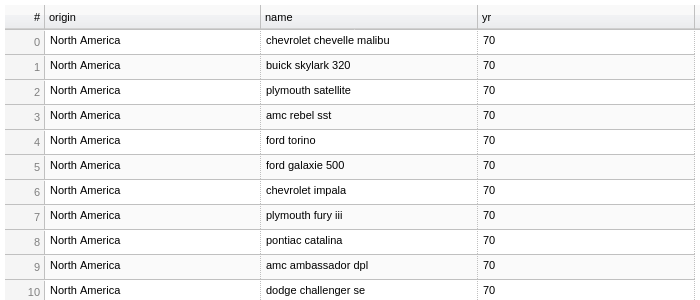 # origin name yr
0 North America chevrolet chevelle malibu 70
1 North America buick skylark 320 70
2 North America plymouth satellite 70
3 North America amc rebel sst 70
4 North America ford torino 70
5 North America ford galaxie 500 70
6 North America chevrolet impala 70
7 North America plymouth fury iii 70
8 North America pontiac catalina 70
9 North America amc ambassador dpl 70
10 North America dodge challenger se 70